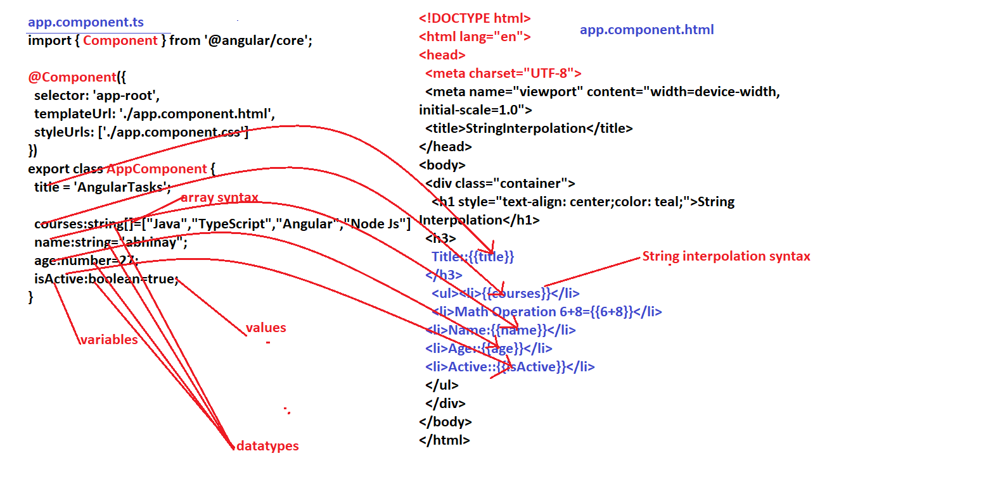 app.component.ts
import { Component } from '@angular/core';
@Component({
selector: 'app-root',
templateUrl: './app.component.html',
styleUrls: ['./app.component.css']
})
export class AppComponent {
title = 'AngularTasks';
array syntax
courses:string[]=["Java","TypeScript","Angular","Node Js"]
name:string="abhinay";
age:number=27;
isActive:boolean=true;
}
variables
values
datatypes
<!DOCTYPE html>
app.component.html
<html lang="en">
<head>
<meta charset="UTF-8">
<meta name="viewport" content="width=device-width,
initial-scale=1.0">
<title>StringInterpolation</title>
</head>
<body>
<div class="container">
<h1 style="text-align: center;color: teal;">String
Interpolation</h1>
<h3>
Title::{{title}}
String interpolation syntax
</h3>
<ul><li>{{courses}}</li>
<li>Math Operation 6+8={{6+8}}</li>
<li>Name:{{name}}</li>
<li>Age::{{age}}</li>
<li>Active::{{isActive}}</li>
</ul>
</div>
</body>
</html>